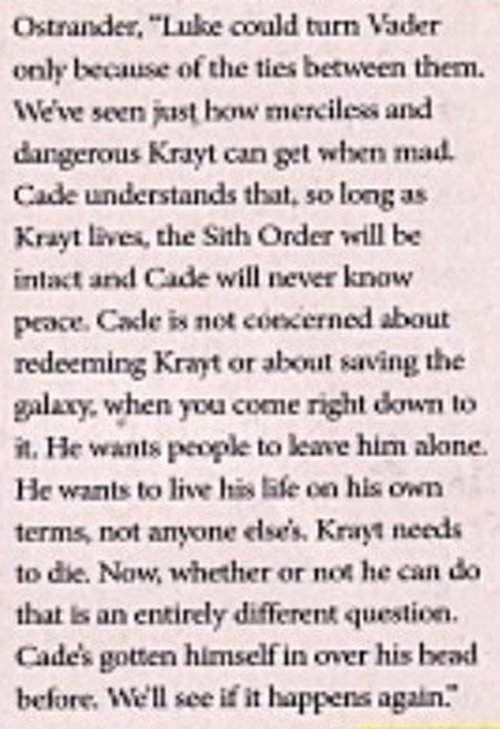 Ostrander, "Luke could turn Vader
only because of the ties between them.
We've seen just how merciless and
dangerous Krayt can get when mad.
Cade understands that, so long as
Krayt lives, the Sith Order will be
intact and Cade will never know
peace. Cade is not concerned about
redeeming Krayt or about saving the
galaxy, when you come right down to
it. He wants people to leave him alone.
He wants to live his life on his own
terms, not anyone else's. Krayt needs
to die. Now, whether or not he can do
that is an entirely different question.
Cade's gotten himself in over his head
before. We'll see if it happens again."